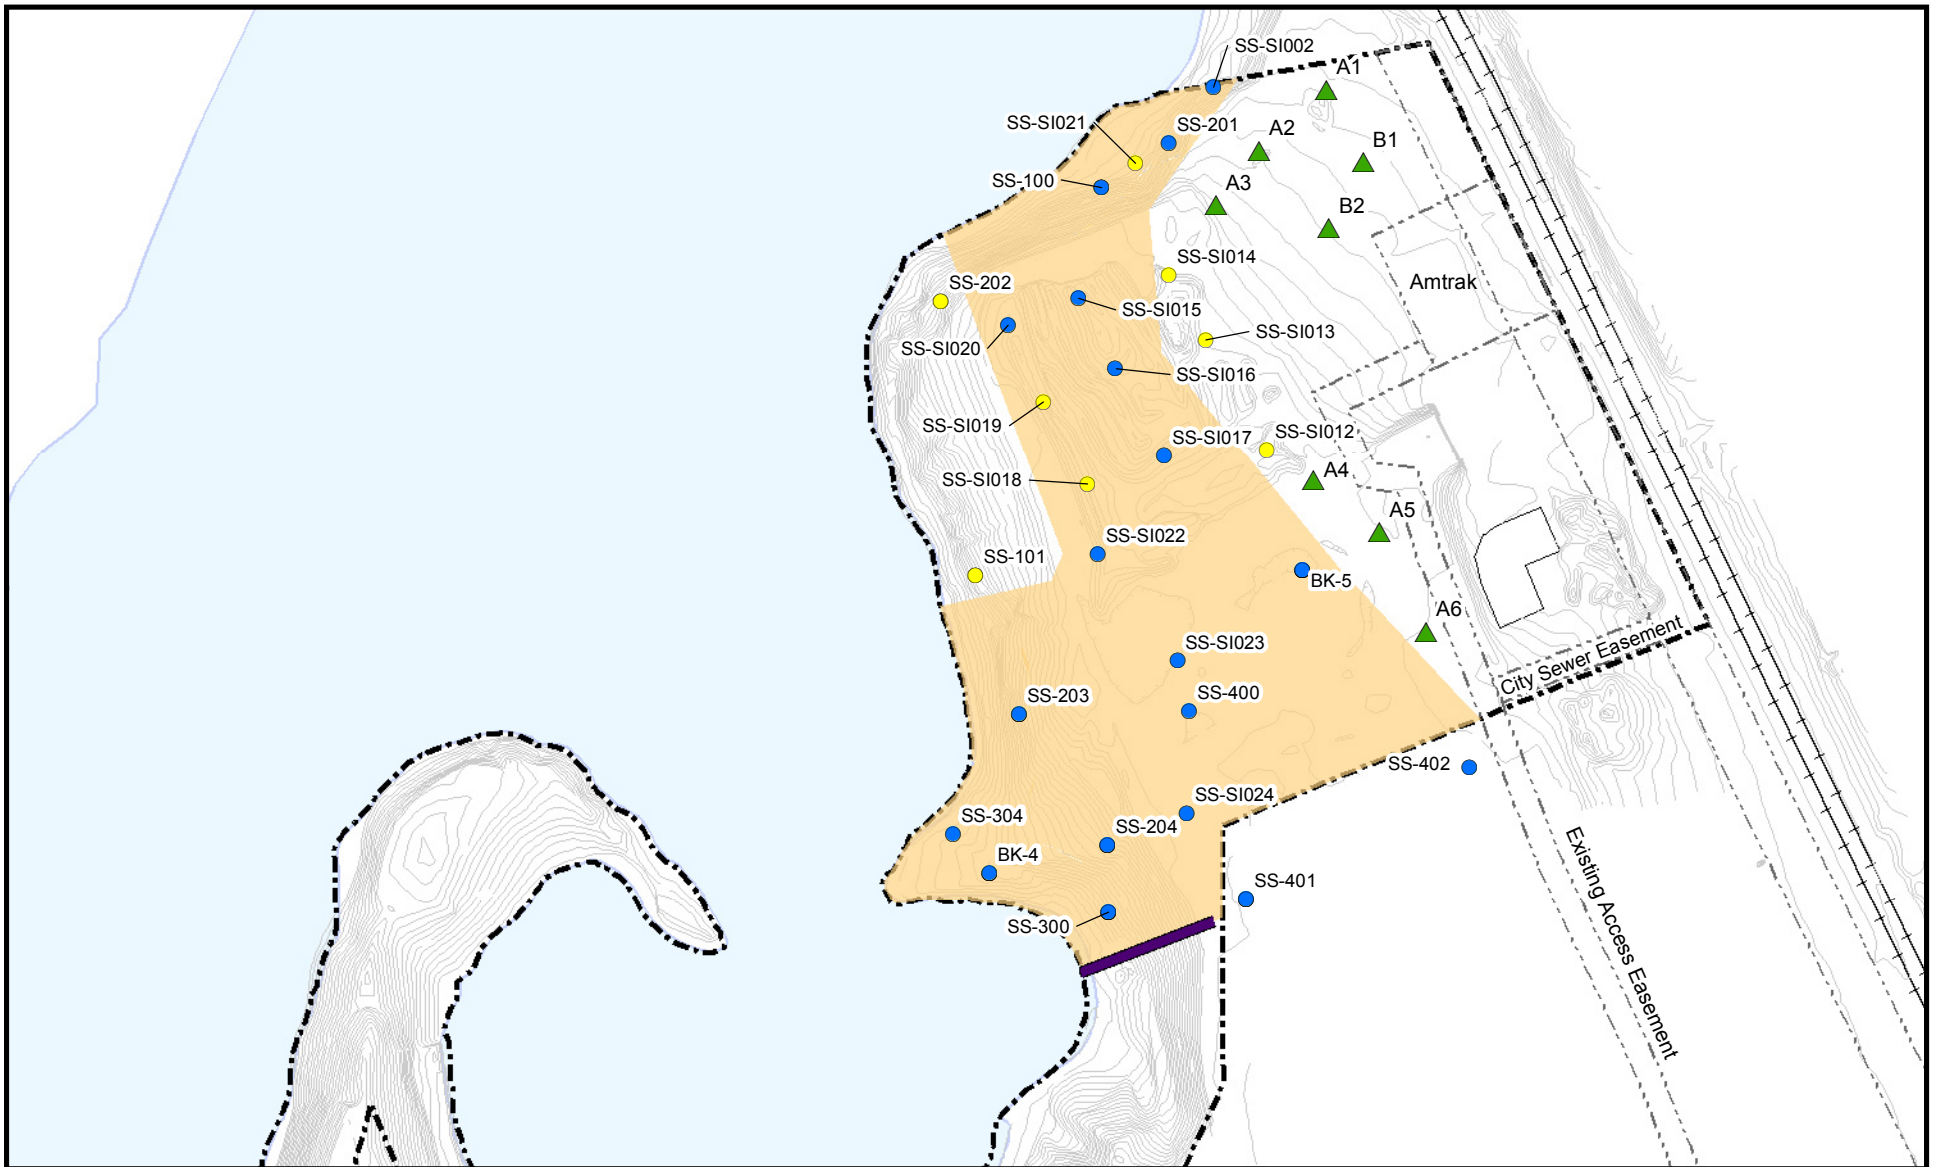 SS-SI002
A1
SS-SI021
SS-201
A2
B1
SS-100
A3
B2
SS-SI014
SS-202
Amtrak
SS-SI015
SS-SI013
SS-SI020
SS-SI016
SS-SI019
SS-SI017
SS-SI012
SS-SI018
A4
A5
SS-SI022
SS-101
BK-5
A6
SS-SI023
City Sewer Easement
SS-203
SS-400
SS-402
SS-SI024
SS-304
SS-204
BK-4
SS-401
SS-300
Existing Access Easement